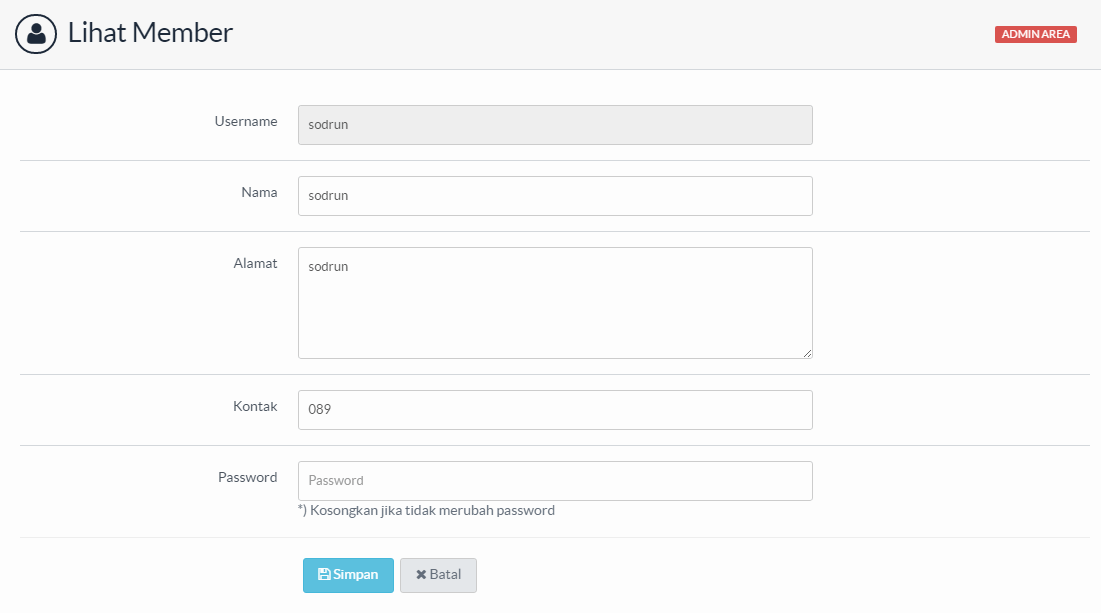 Lihat Member
ADMIN AREA
Username
sodrun
Nama
sodrun
Alamat
sodrun
Kontak
089
Password
Password
*) Kosongkan jika tidak merubah password
Simpan
Batal